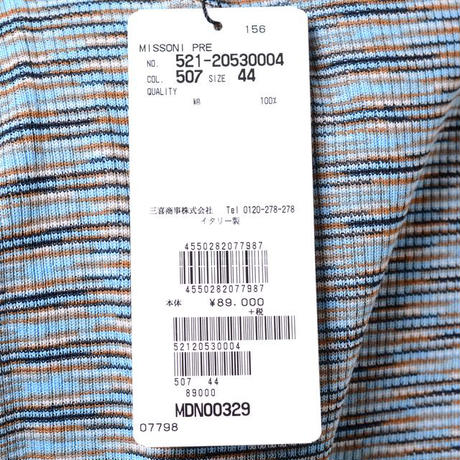 156
MISSONI PRE
NO. 521-20530004
COL. 507 SIZE 44
QUALITY
綿 100%
三喜商事株式会社 Tel 0120-278-278
イタリー製
4550282077987
4550282077987
本体 ¥89.000
+税
52120530004
507 44
89000
MDN00329
07798